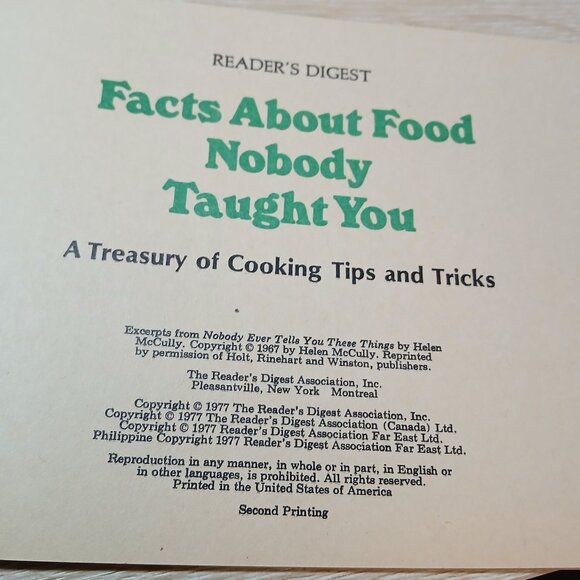 READER'S DIGEST
Facts About Food
Nobody
Taught You
A Treasury of Cooking Tips and Tricks
Excerpts from Nobody Ever Tells You These Things by Helen
McCully. Copyright © 1967 by Helen McCully. Reprinted
by permission of Holt, Rinehart and Winston, publishers.
The Reader's Digest Association, Inc.
Pleasantville, New York Montreal
Copyright © 1977 The Reader's Digest Association, Inc.
Copyright © 1977 The Reader's Digest Association (Canada) Ltd.
Copyright © 1977 Reader's Digest Association Far East Ltd.
Philippine Copyright 1977 Reader's Digest Association Far East Ltd.
Reproduction in any manner, in whole or in part, in English or
in other languages, is prohibited. All rights reserved.
Printed in the United States of America
Second Printing